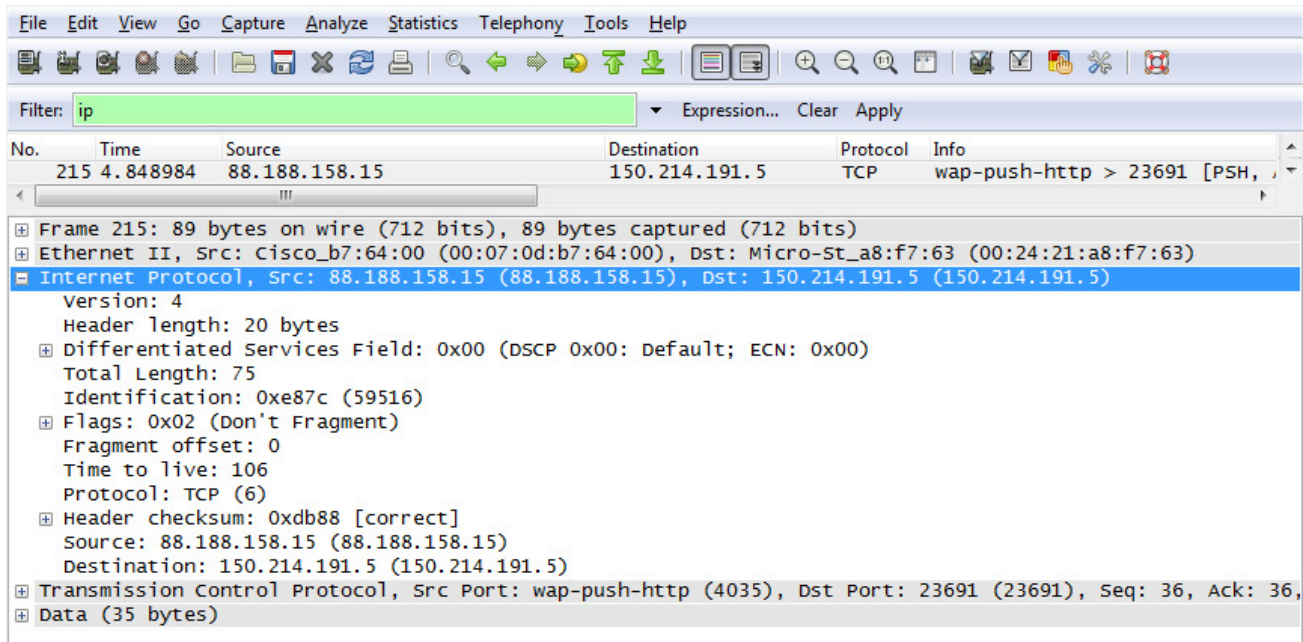 File Edit View Go Capture Analyze Statistics Telephony Tools Help
Filter: ip Expression... Clear Apply
No. Time Source Destination Protocol Info
215 4.848984 88.188.158.15 150.214.191.5 TCP wap-push-http > 23691 [PSH,
Frame 215: 89 bytes on wire (712 bits), 89 bytes captured (712 bits)
Ethernet II, Src: Cisco_b7:64:00 (00:07:0d:b7:64:00), Dst: Micro-St_a8:f7:63 (00:24:21:a8:f7:63)
Internet Protocol, Src: 88.188.158.15 (88.188.158.15), Dst: 150.214.191.5 (150.214.191.5)
Version: 4
Header length: 20 bytes
Differentiated Services Field: 0x00 (DSCP 0x00: Default; ECN: 0x00)
Total Length: 75
Identification: 0xe87c (59516)
Flags: 0x02 (Don't Fragment)
Fragment offset: 0
Time to live: 106
Protocol: TCP (6)
Header checksum: 0xdb88 [correct]
Source: 88.188.158.15 (88.188.158.15)
Destination: 150.214.191.5 (150.214.191.5)
Transmission Control Protocol, Src Port: wap-push-http (4035), Dst Port: 23691 (23691), Seq: 36, Ack: 36,
Data (35 bytes)